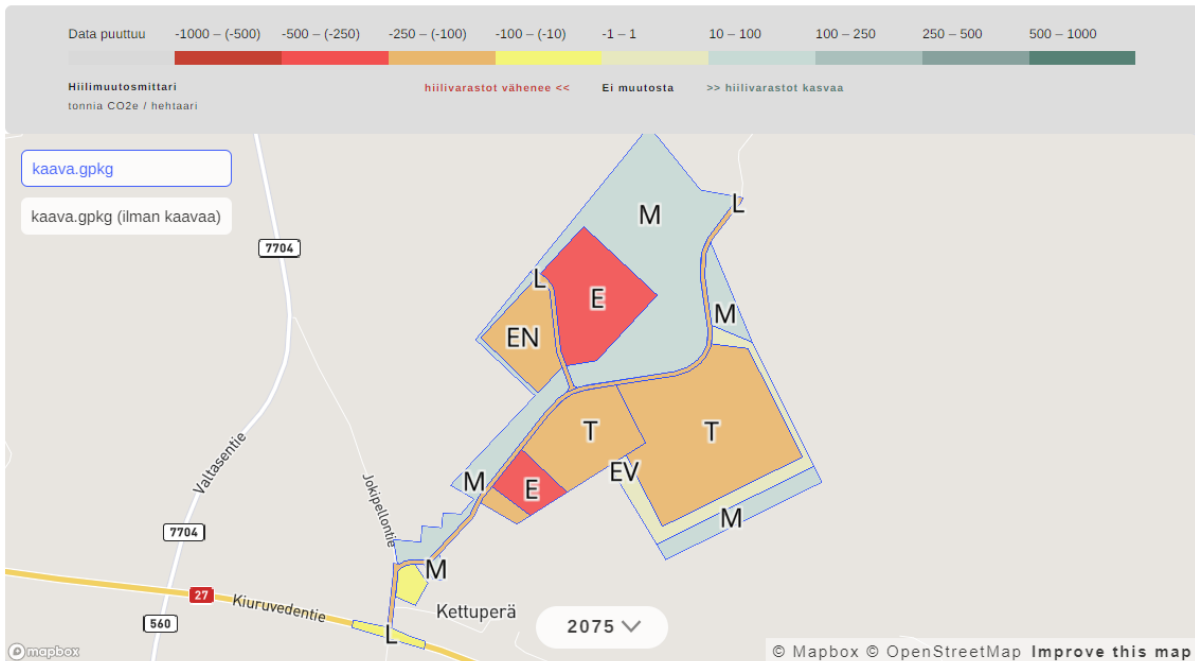 Data puuttuu -1000 – (-500) -500 – (-250) -250 – (-100) -100 – (-10) -1 – 1 10 – 100 100 – 250 250 – 500 500 – 1000
Hiilimuutosmittari hiilivarastot vähenee << Ei muutosta >> hiilivarastot kasvaa
tonnia CO2e / hehtaari
kaava.gpkg
kaava.gpkg (ilman kaavaa)
L
M
7704
L
E
M
EN
T
T
Valtasentie
EV
M
E
Jokipellontie
M
7704
M
27
Kiuruvedentie
Kettuperä
560
L
2075
mapbox
© Mapbox © OpenStreetMap Improve this map